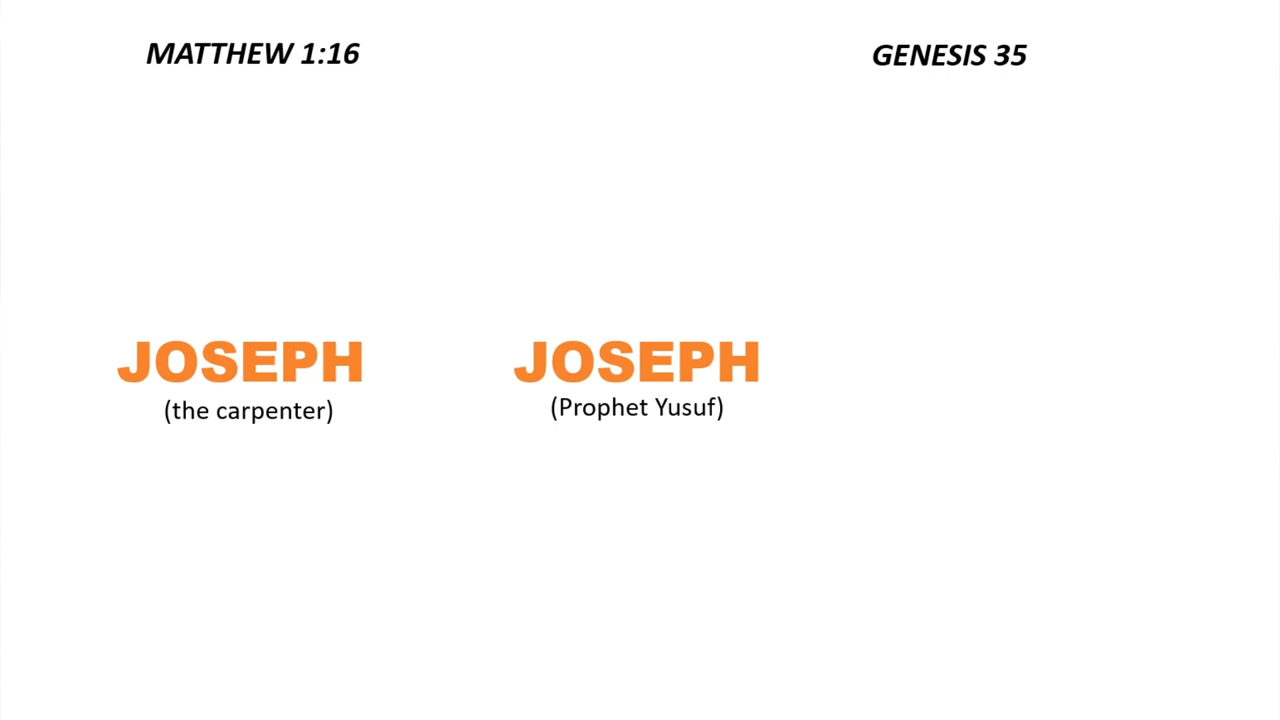 MATTHEW 1:16
GENESIS 35
JOSEPH
(the carpenter)
JOSEPH
(Prophet Yusuf)